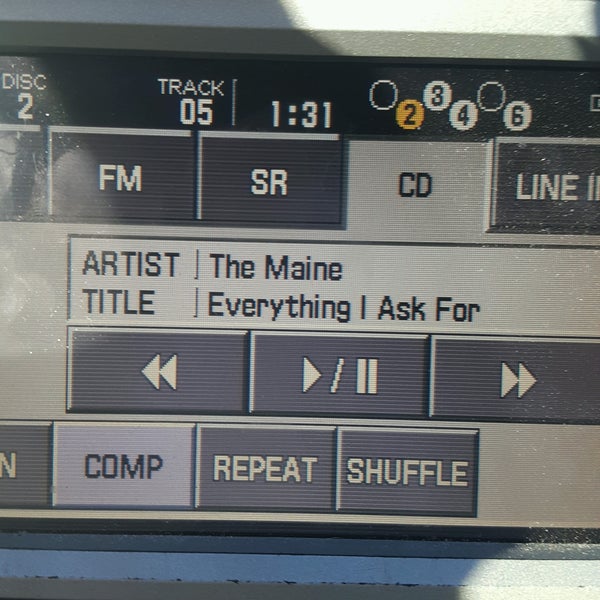 DISC TRACK
2 05 1:31 2 3 4 6
FM SR CD LINE
ARTIST The Maine
TITLE Everything I Ask For
COMP REPEAT SHUFFLE